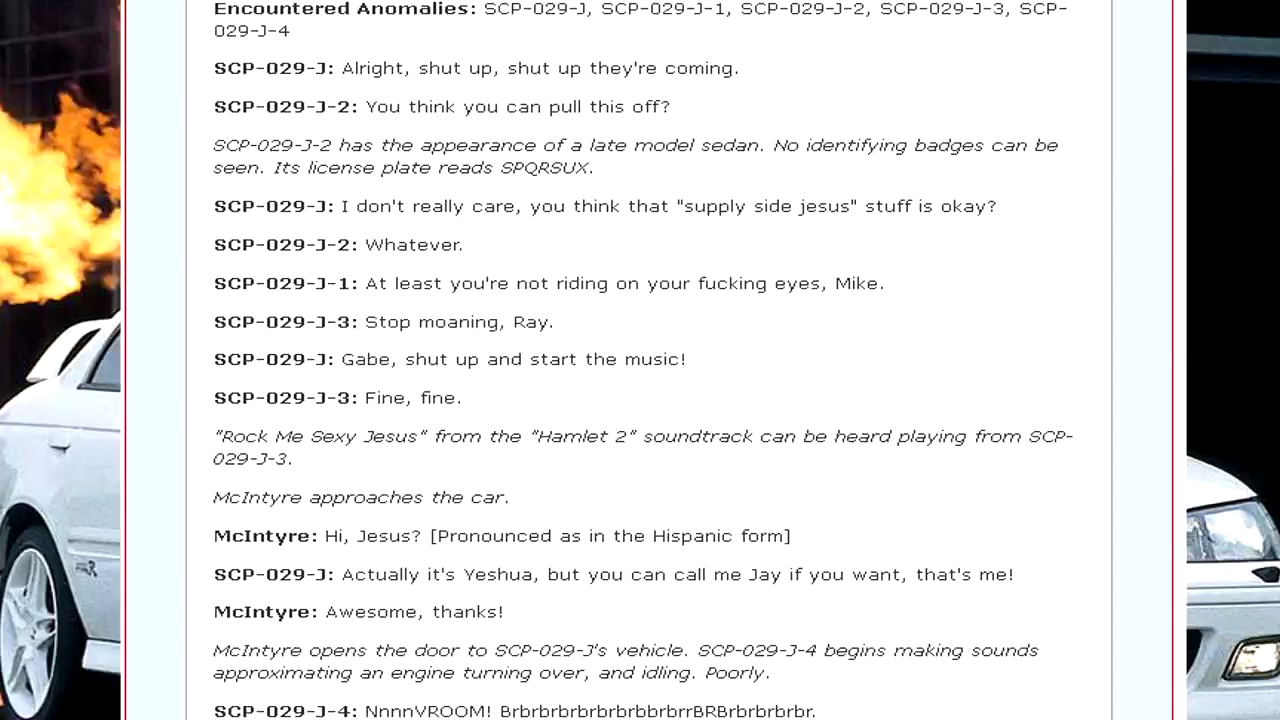 Encountered Anomalies: SCP-029-J, SCP-029-J-1, SCP-029-J-2, SCP-029-J-3, SCP-
029-J-4
SCP-029-J: Alright, shut up, shut up they're coming.
SCP-029-J-2: You think you can pull this off?
SCP-029-J-2 has the appearance of a late model sedan. No identifying badges can be
seen. Its license plate reads SPQRSUX.
SCP-029-J: I don't really care, you think that "supply side jesus" stuff is okay?
SCP-029-J-2: Whatever.
SCP-029-J-1: At least you're not riding on your fucking eyes, Mike.
SCP-029-J-3: Stop moaning, Ray.
SCP-029-J: Gabe, shut up and start the music!
SCP-029-J-3: Fine, fine.
"Rock Me Sexy Jesus" from the "Hamlet 2" soundtrack can be heard playing from SCP-
029-J-3.
McIntyre approaches the car.
McIntyre: Hi, Jesus? [Pronounced as in the Hispanic form]
SCP-029-J: Actually it's Yeshua, but you can call me Jay if you want, that's me!
McIntyre: Awesome, thanks!
McIntyre opens the door to SCP-029-J's vehicle. SCP-029-J-4 begins making sounds
approximating an engine turning over, and idling. Poorly.
SCP-029-J-4: NnnnVROOM! BrbrbrbrbrbrbrbbrbrrBRBrbrbrbrbr.